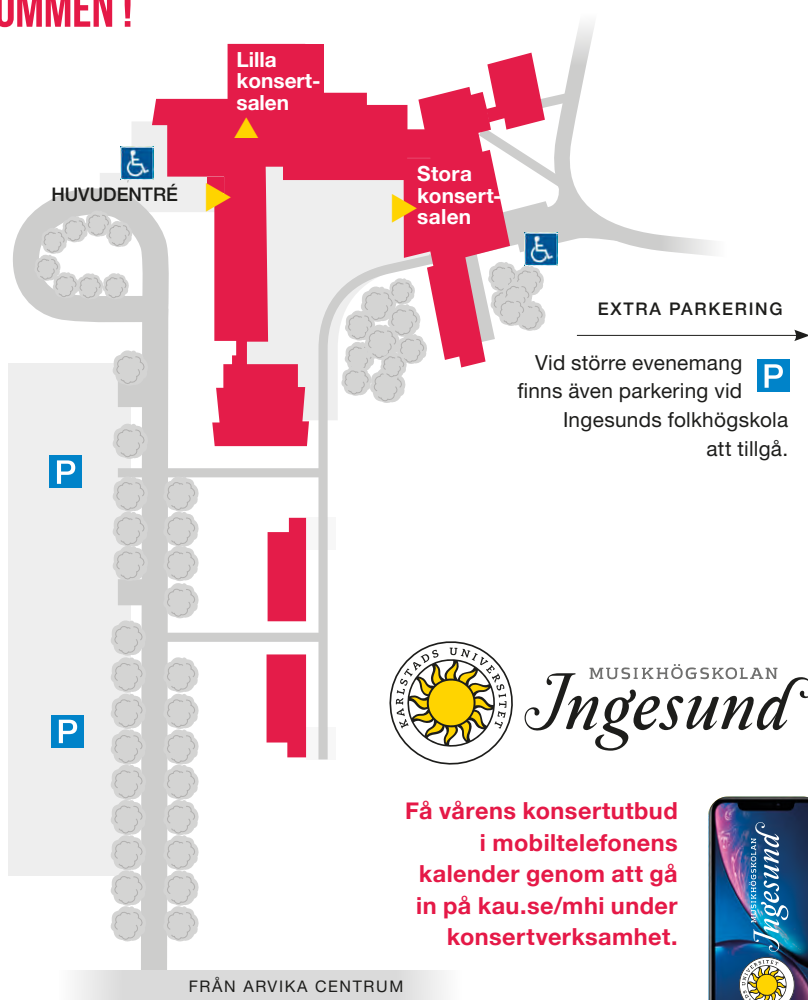 OMMEN !
Lilla
konsert-
salen
HUVUDENTRÉ
Stora
konsert-
salen
EXTRA PARKERING
Vid större evenemang
finns även parkering vid
Ingesunds folkhögskola
att tillgå.
P
P
P
KARLSTADS UNIVERSITET
MUSIKHÖGSKOLAN
Ingesund
Få vårens konsertutbud
i mobiltelefonens
kalender genom att gå
in på kau.se/mhi under
konsertverksamhet.
MUSIKHÖGSKOLAN
Ingesund
UNIVERSITET
FRÅN ARVIKA CENTRUM